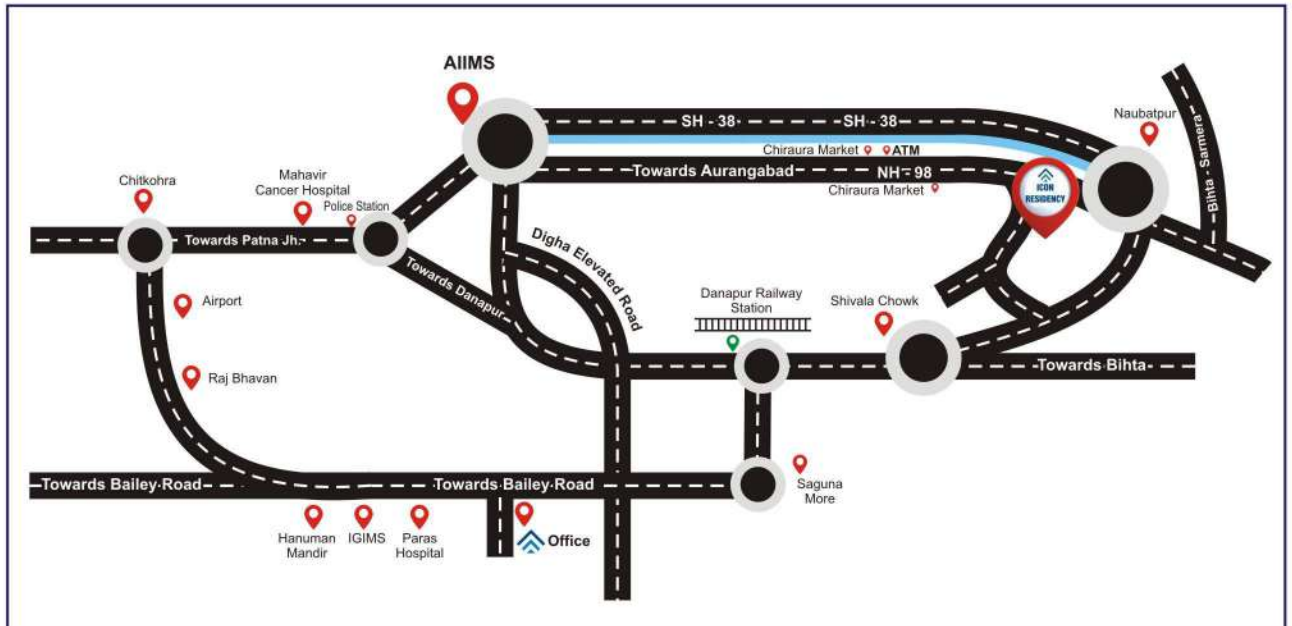 AIIMS
SH - 38
SH - 38
Naubatpur
Bihta - Sarmera
Chiraura Market
ATM
Towards Aurangabad
NH - 98
Chiraura Market
ICON
RESIDENCY
Chitkohra
Mahavir
Cancer Hospital
Police Station
Towards Patna Jh.
Towards Danapur
Digha Elevated Road
Danapur Railway
Station
Shivala Chowk
Airport
Towards Bihta
Raj Bhavan
Towards Bailey Road
Towards Bailey Road
Saguna
More
Hanuman
Mandir
IGIMS
Paras
Hospital
Office